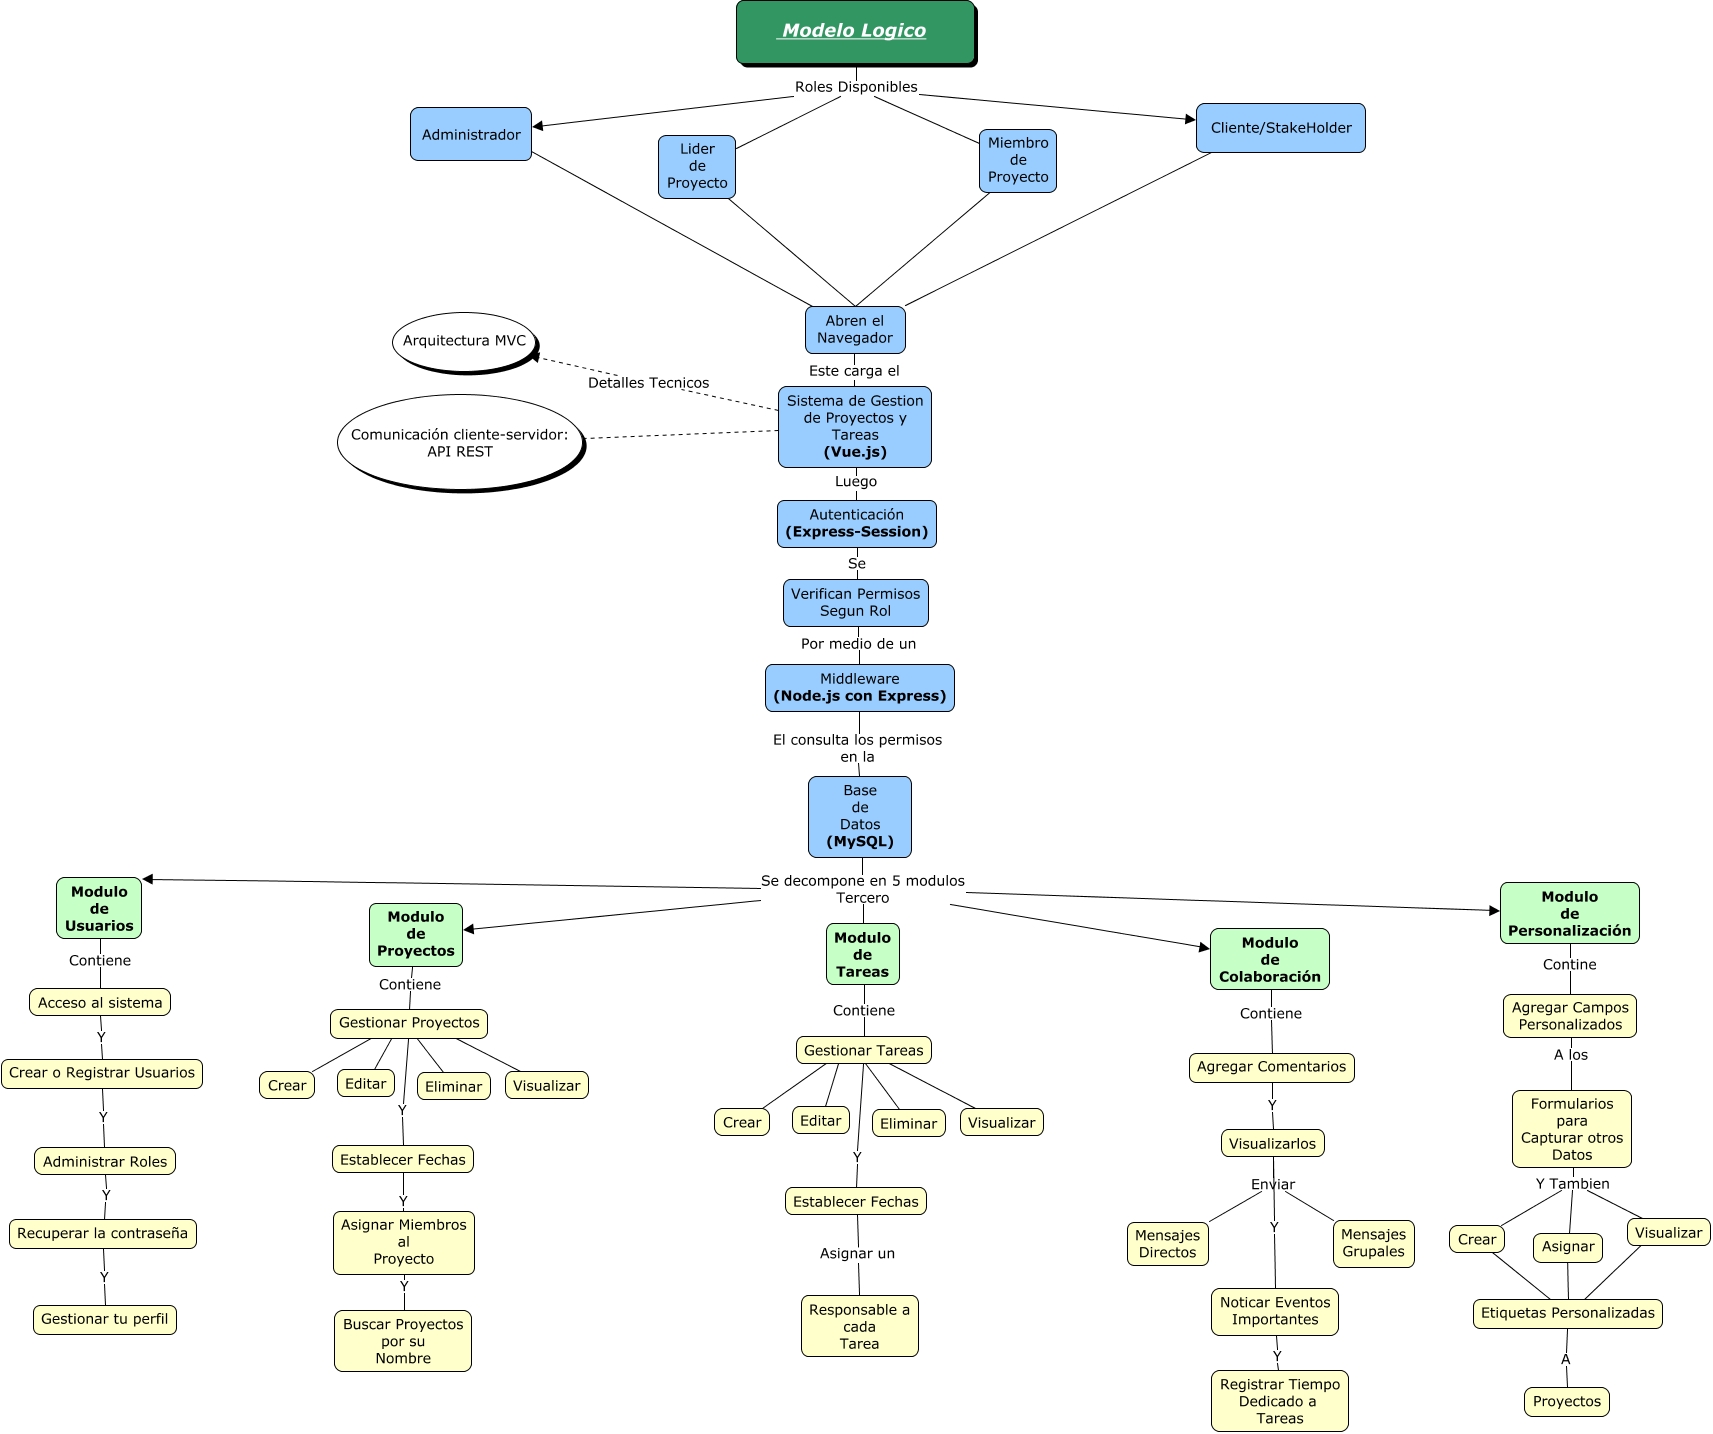 Modelo Logico
Roles Disponibles
Administrador
Lider
de
Proyecto
Miembro
de
Proyecto
Cliente/StakeHolder
Abren el
Navegador
Este carga el
Arquitectura MVC
Detalles Tecnicos
Comunicación cliente-servidor:
API REST
Sistema de Gestion
de Proyectos y
Tareas
(Vue.js)
Luego
Autenticación
(Express-Session)
Se
Verifican Permisos
Segun Rol
Por medio de un
Middleware
(Node.js con Express)
El consulta los permisos
en la
Base
de
Datos
(MySQL)
Se decompone en 5 modulos
Tercero
Modulo
de
Usuarios
Contiene
Acceso al sistema
Y
Crear o Registrar Usuarios
Y
Administrar Roles
Y
Recuperar la contraseña
Y
Gestionar tu perfil
Modulo
de
Proyectos
Contiene
Gestionar Proyectos
Crear
Editar
Eliminar
Visualizar
Y
Establecer Fechas
Y
Asignar Miembros
al
Proyecto
Y
Buscar Proyectos
por su
Nombre
Modulo
de
Tareas
Contiene
Gestionar Tareas
Crear
Editar
Eliminar
Visualizar
Y
Establecer Fechas
Asignar un
Responsable a
cada
Tarea
Modulo
de
Colaboración
Contiene
Agregar Comentarios
Y
Visualizarlos
Enviar
Mensajes
Directos
Y
Mensajes
Grupales
Noticar Eventos
Importantes
Y
Registrar Tiempo
Dedicado a
Tareas
Modulo
de
Personalización
Contine
Agregar Campos
Personalizados
A los
Formularios
para
Capturar otros
Datos
Y Tambien
Crear
Asignar
Visualizar
Etiquetas Personalizadas
A
Proyectos